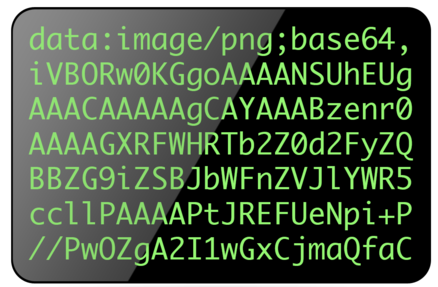 data:image/png;base64,
iVBORw0KGgoAAAANSUhEUg
AAACAAAAAgCAYAAABzenr0
AAAAGXRFWHRTb2Z0d2FyZQ
BBZG9iZSBJbWFnZVJlYWR5
ccllPAAAAPtJREFUeNpi+P
//PwOZgA2I1wGxCjmaQfaC